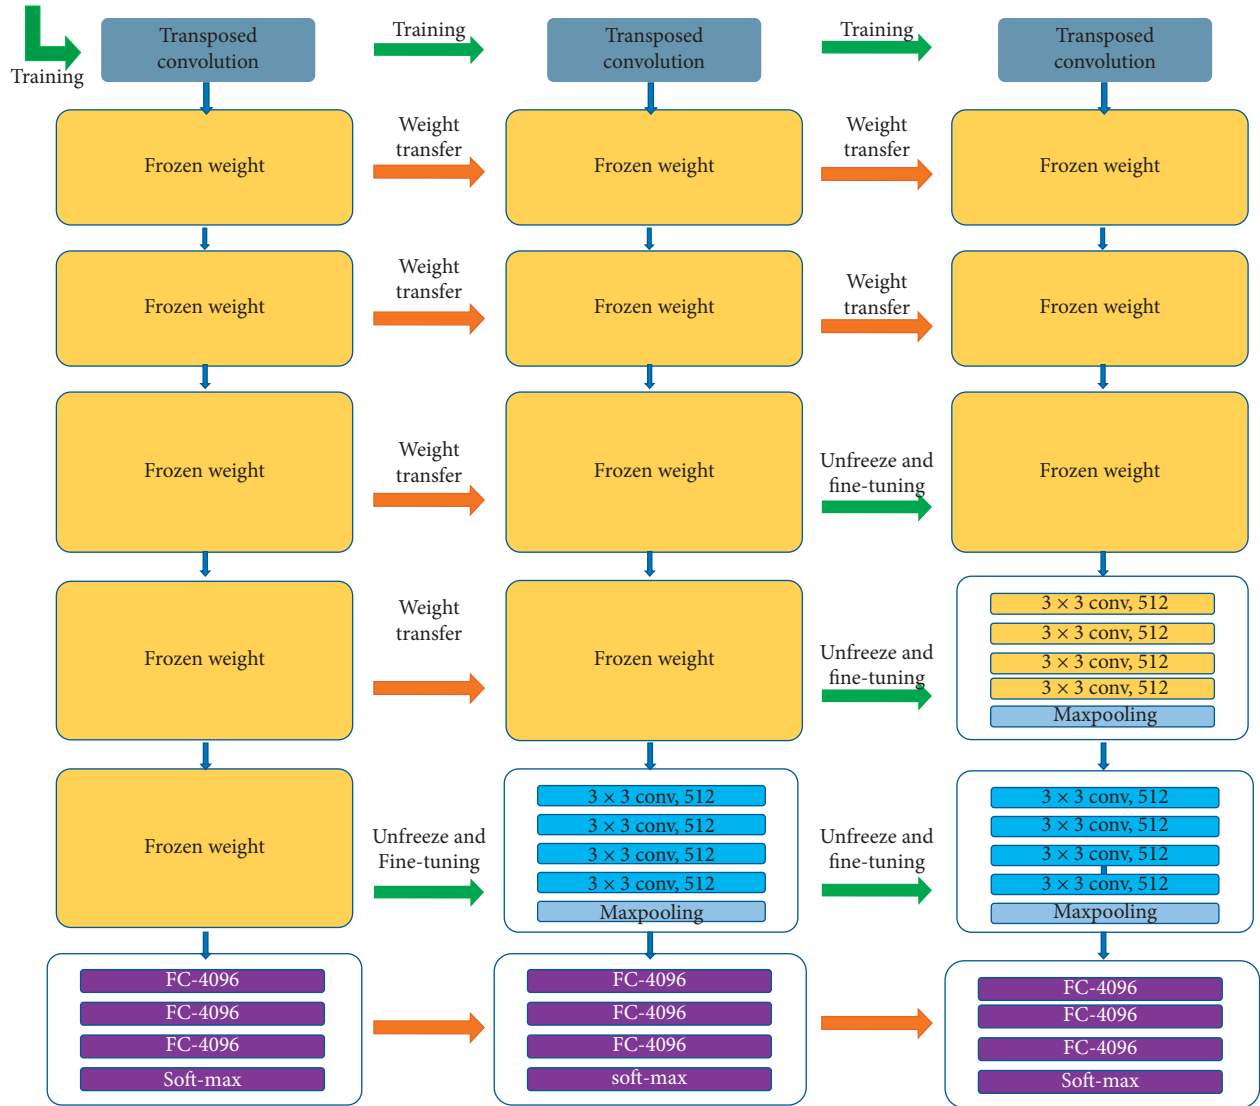 Training
Transposed
convolution
Training
Transposed
convolution
Training
Transposed
convolution
Frozen weight
Weight
transfer
Frozen weight
Weight
transfer
Frozen weight
Frozen weight
Weight
transfer
Frozen weight
Weight
transfer
Frozen weight
Frozen weight
Weight
transfer
Frozen weight
Unfreeze and
fine-tuning
Frozen weight
Frozen weight
Weight
transfer
Frozen weight
Unfreeze and
fine-tuning
3 × 3 conv, 512
3 × 3 conv, 512
3 × 3 conv, 512
3 × 3 conv, 512
Maxpooling
Frozen weight
Unfreeze and
Fine-tuning
3 × 3 conv, 512
3 × 3 conv, 512
3 × 3 conv, 512
3 × 3 conv, 512
Maxpooling
Unfreeze and
fine-tuning
3 × 3 conv, 512
3 × 3 conv, 512
3 × 3 conv, 512
3 × 3 conv, 512
Maxpooling
FC-4096
FC-4096
FC-4096
Soft-max
FC-4096
FC-4096
FC-4096
soft-max
FC-4096
FC-4096
FC-4096
Soft-max